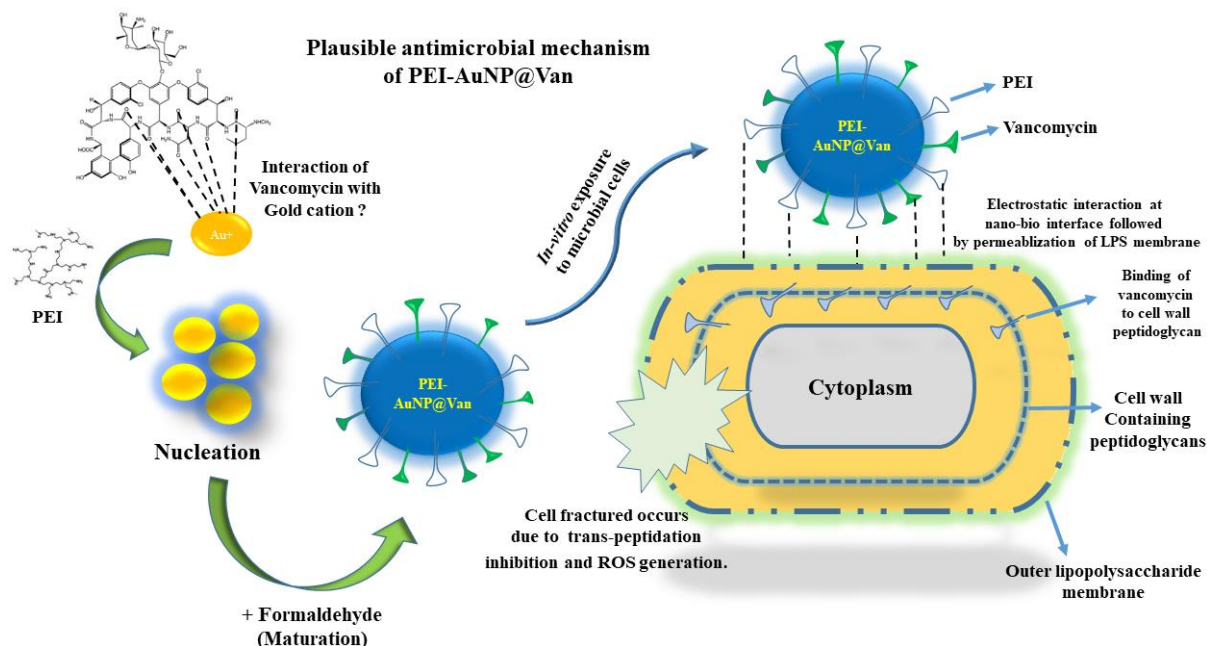 Plausible antimicrobial mechanism
of PEI-AuNP@Van
Interaction of
Vancomycin with
Gold cation ?
Au+
PEI
Nucleation
+ Formaldehyde
(Maturation)
PEI-
AuNP@Van
In-vitro exposure
to microbial cells
PEI-
AuNP@Van
PEI
Vancomycin
Electrostatic interaction at
nano-bio interface followed
by permeablization of LPS membrane
Binding of
vancomycin
to cell wall
peptidoglycan
Cytoplasm
Cell wall
Containing
peptidoglycans
Cell fractured occurs
due to trans-peptidation
inhibition and ROS generation.
Outer lipopolysaccharide
membrane